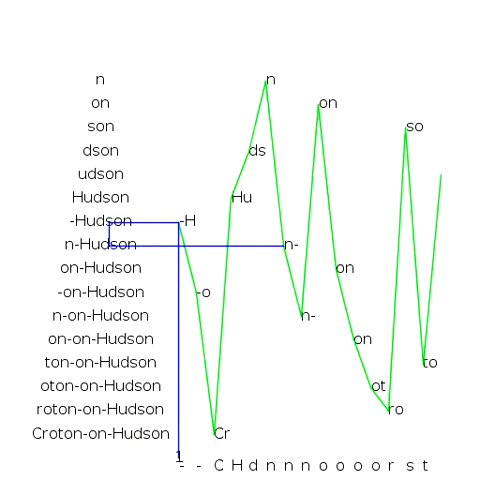 n
on
son
dson
udson
Hudson
-Hudson
n-Hudson
on-Hudson
-on-Hudson
n-on-Hudson
on-on-Hudson
ton-on-Hudson
oton-on-Hudson
roton-on-Hudson
Croton-on-Hudson
n
on
so
ds
Hu
-H
n-
on
-o
n-
on
to
ot
ro
Cr
1
- - C H d n n n o o o o r s t